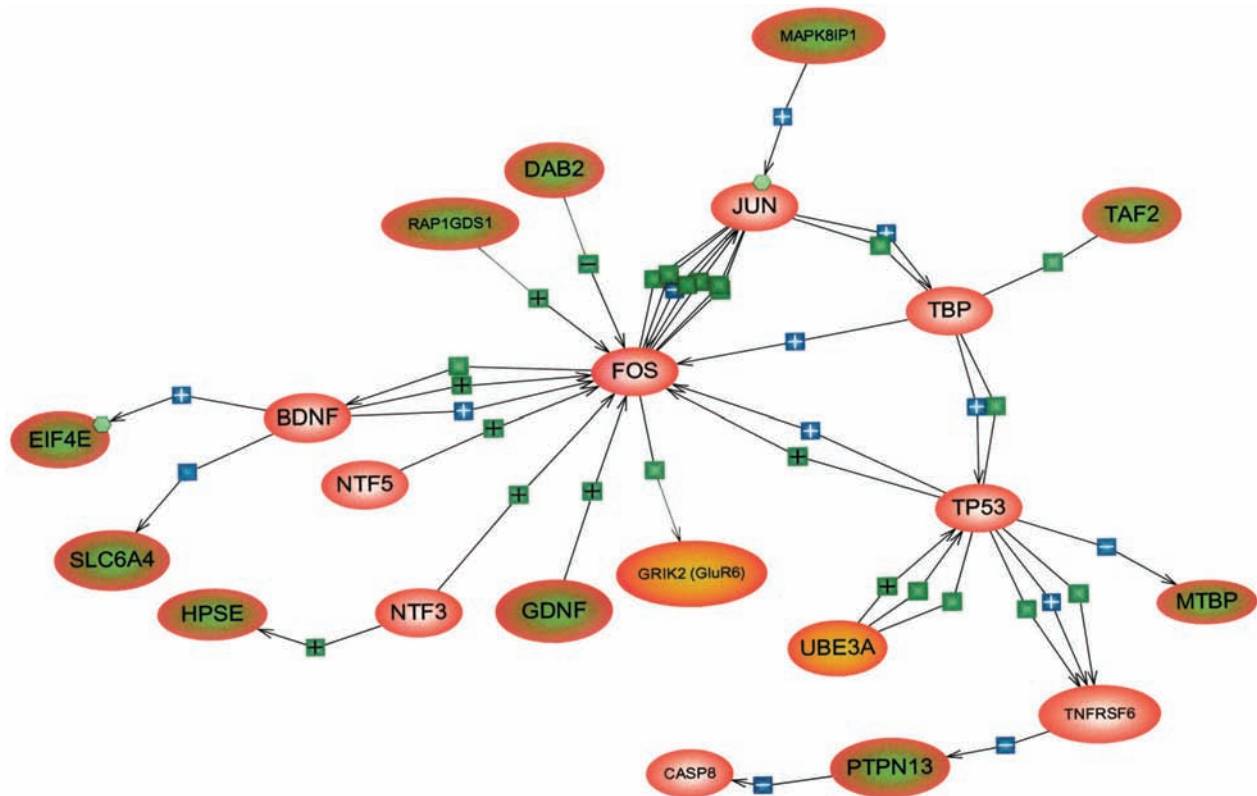 MAPK8IP1
DAB2
JUN
RAP1GDS1
TAF2
TBP
FOS
BDNF
EIF4E
NTF5
TP53
SLC6A4
GRIK2 (GluR6)
HPSE
NTF3
GDNF
MTBP
UBE3A
TNFRSF6
CASP8
PTPN13